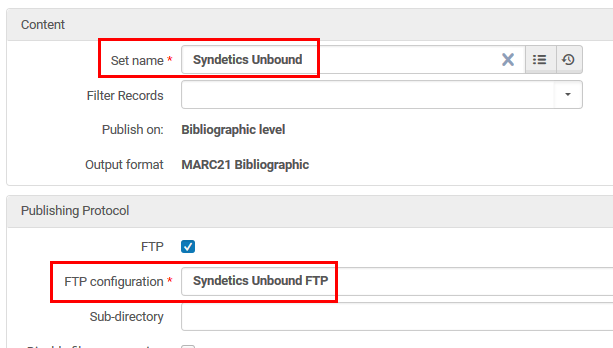 Content
Set name * Syndetics Unbound
Filter Records
Publish on: Bibliographic level
Output format MARC21 Bibliographic
Publishing Protocol
FTP
FTP configuration * Syndetics Unbound FTP
Sub-directory